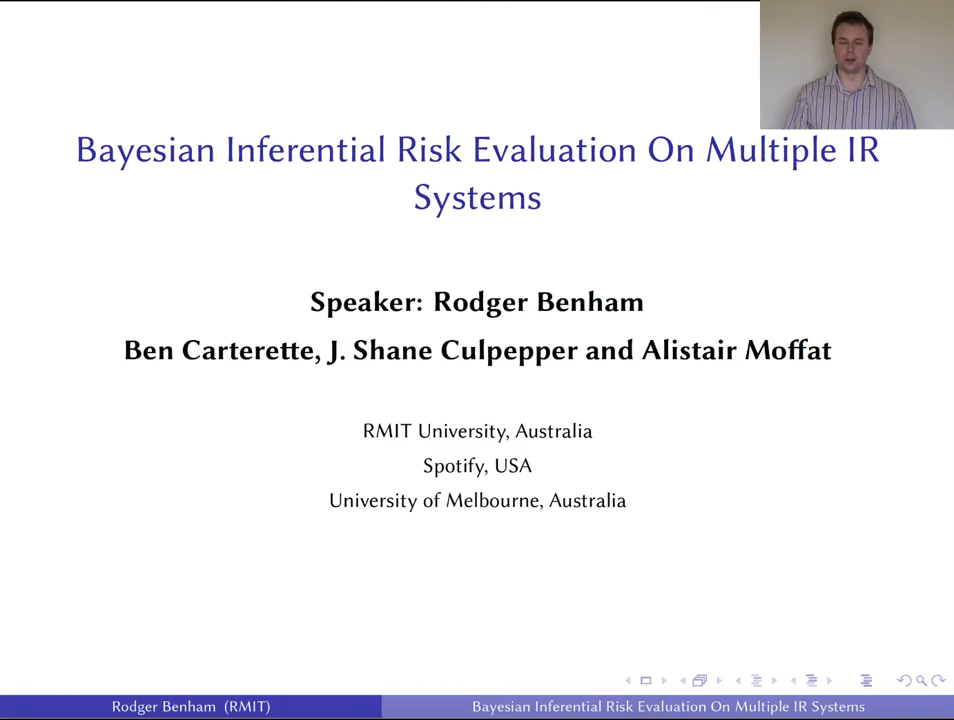 Bayesian Inferential Risk Evaluation On Multiple IR
Systems
Speaker: Rodger Benham
Ben Carterette, J. Shane Culpepper and Alistair Moffat
RMIT University, Australia
Spotify, USA
University of Melbourne, Australia
Rodger Benham (RMIT)
Bayesian Inferential Risk Evaluation On Multiple IR Systems